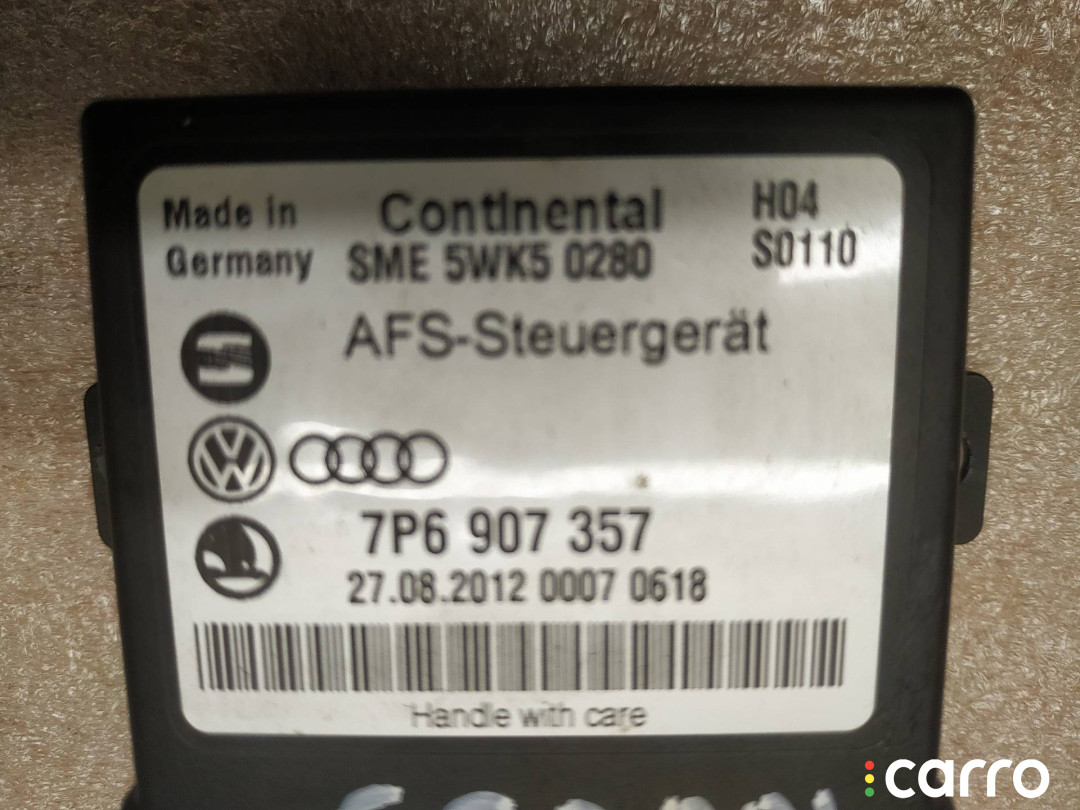 Made in Continental H04
Germany SME 5WK5 0280 S0110
AFS-Steuergerät
7P6 907 357
27.08.2012 0007 0618
Handle with care
carro